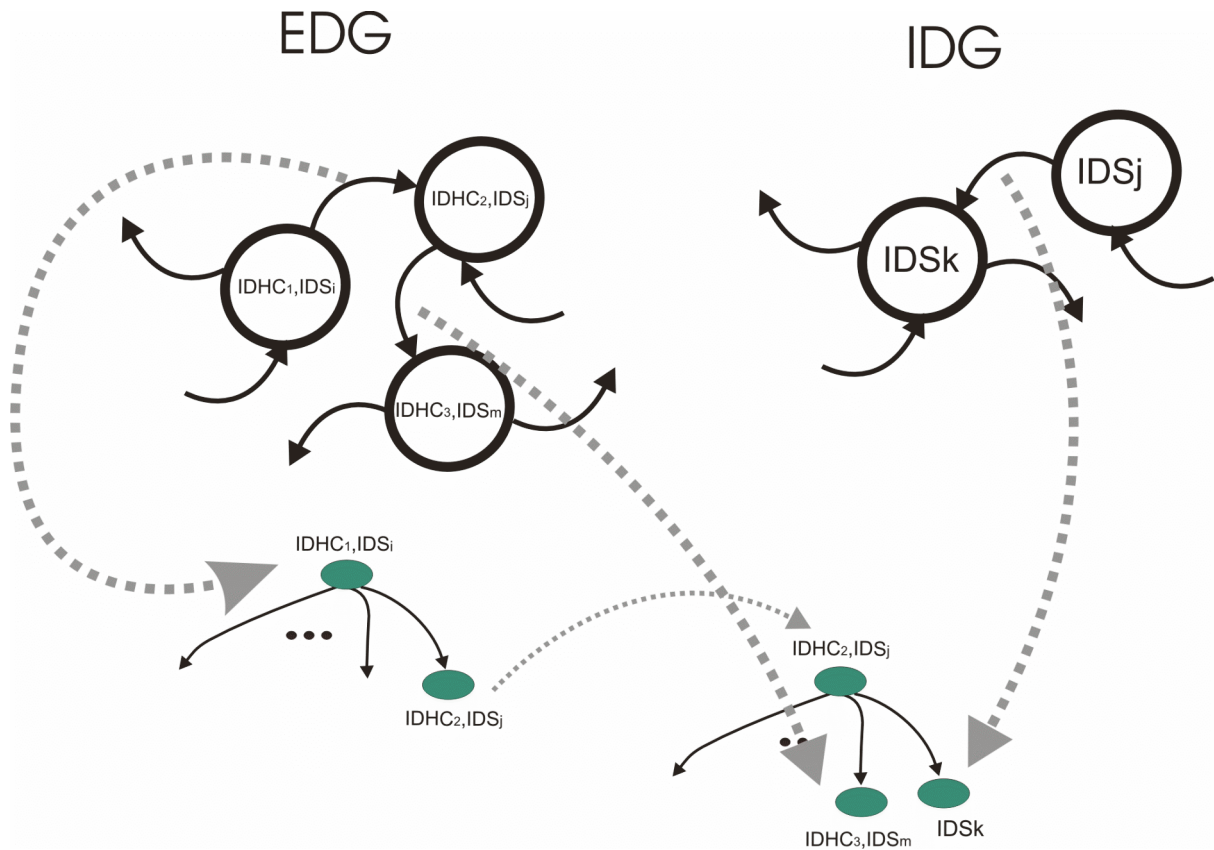 EDG
IDG
IDHC₂,IDSj
IDSj
IDHC₁,IDSi
IDSk
IDHC₃,IDSm
IDHC₁,IDSi
IDHC₂,IDSj
IDHC₂,IDSj
IDHC₃,IDSm
IDSk